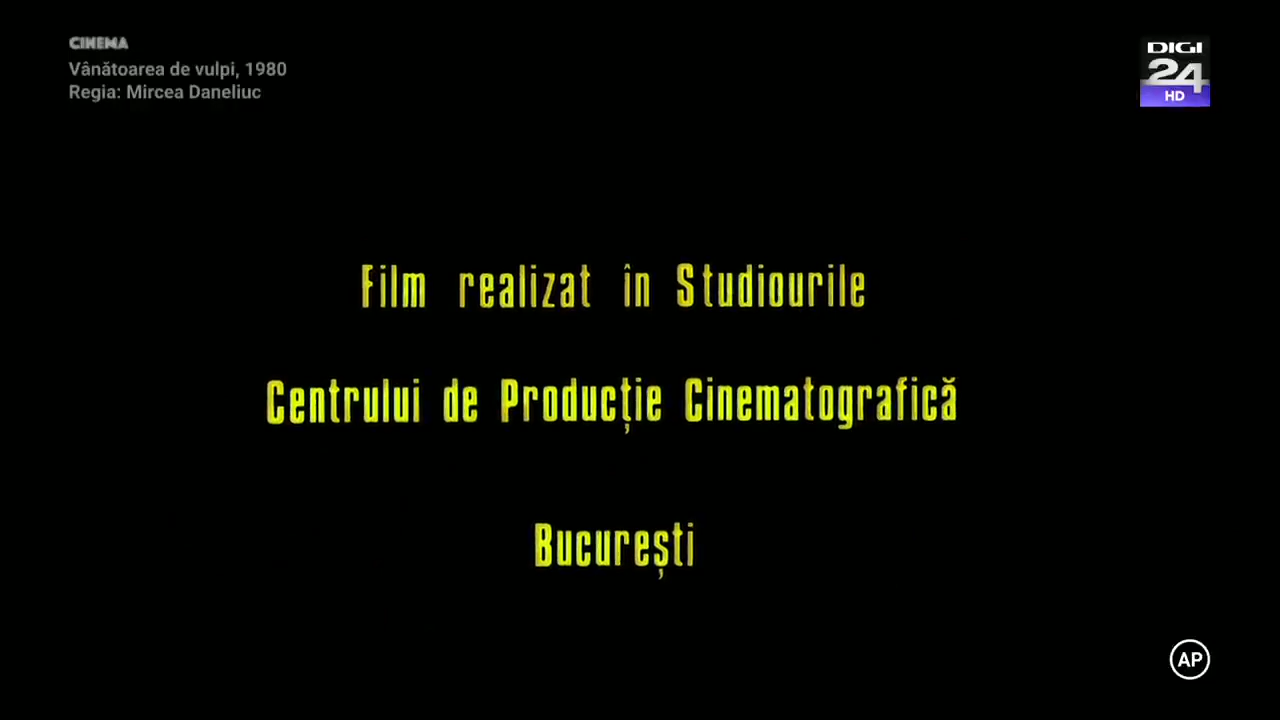 CINEMA
Vânătoarea de vulpi, 1980
Regia: Mircea Daneliuc
DIGI
24
HD
Film realizat în Studiourile
Centrului de Producție Cinematografică
București
AP